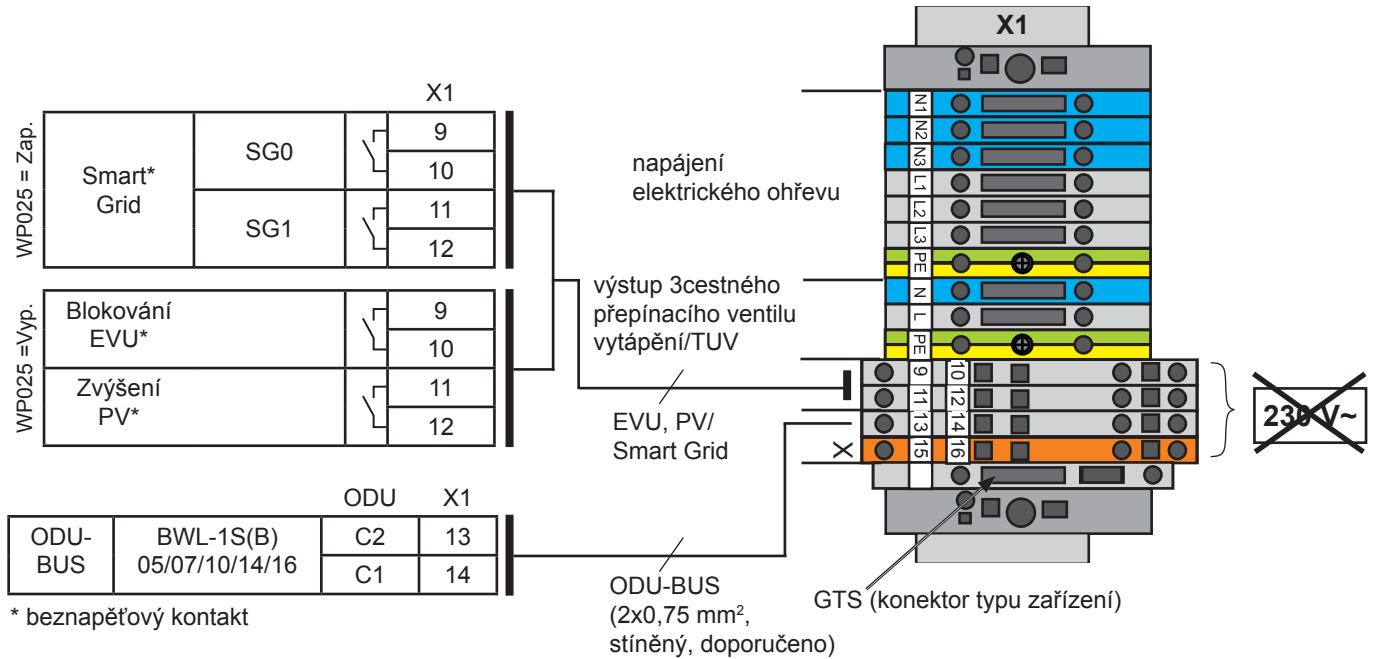 X1
WP025 = Zap.
Smart*
Grid
SG0
SG1
9
10
11
12
WP025 =Vyp.
Blokování
EVU*
Zvýšení
PV*
9
10
11
12
ODU
X1
ODU-
BUS
BWL-1S(B)
05/07/10/14/16
C2
13
C1
14
* beznapěťový kontakt
napájení
elektrického ohřevu
výstup 3cestného
přepínacího ventilu
vytápění/TUV
EVU, PV/
Smart Grid
ODU-BUS
(2x0,75 mm²,
stíněný, doporučeno)
X1
N1
N2
N3
L1
L2
L3
PE
N
L
PE
9 10
11 12
13 14
X 15 16
230 V~
GTS (konektor typu zařízení)